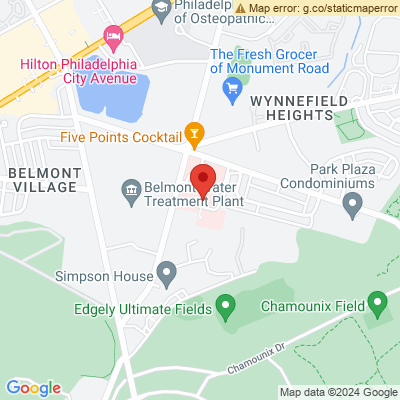 Map error: g.co/staticmaperror
Philadelp
of Osteopathic
Hilton Philadelphia
City Avenue
The Fresh Grocer
of Monument Road
WYNNEFIELD
HEIGHTS
Five Points Cocktail
BELMONT
VILLAGE
Park Plaza
Condominiums
Belmont Water
Treatment Plant
Simpson House
Edgely Ultimate Fields
Chamounix Field
Chamounix Dr
Google
Map data ©2024 Google